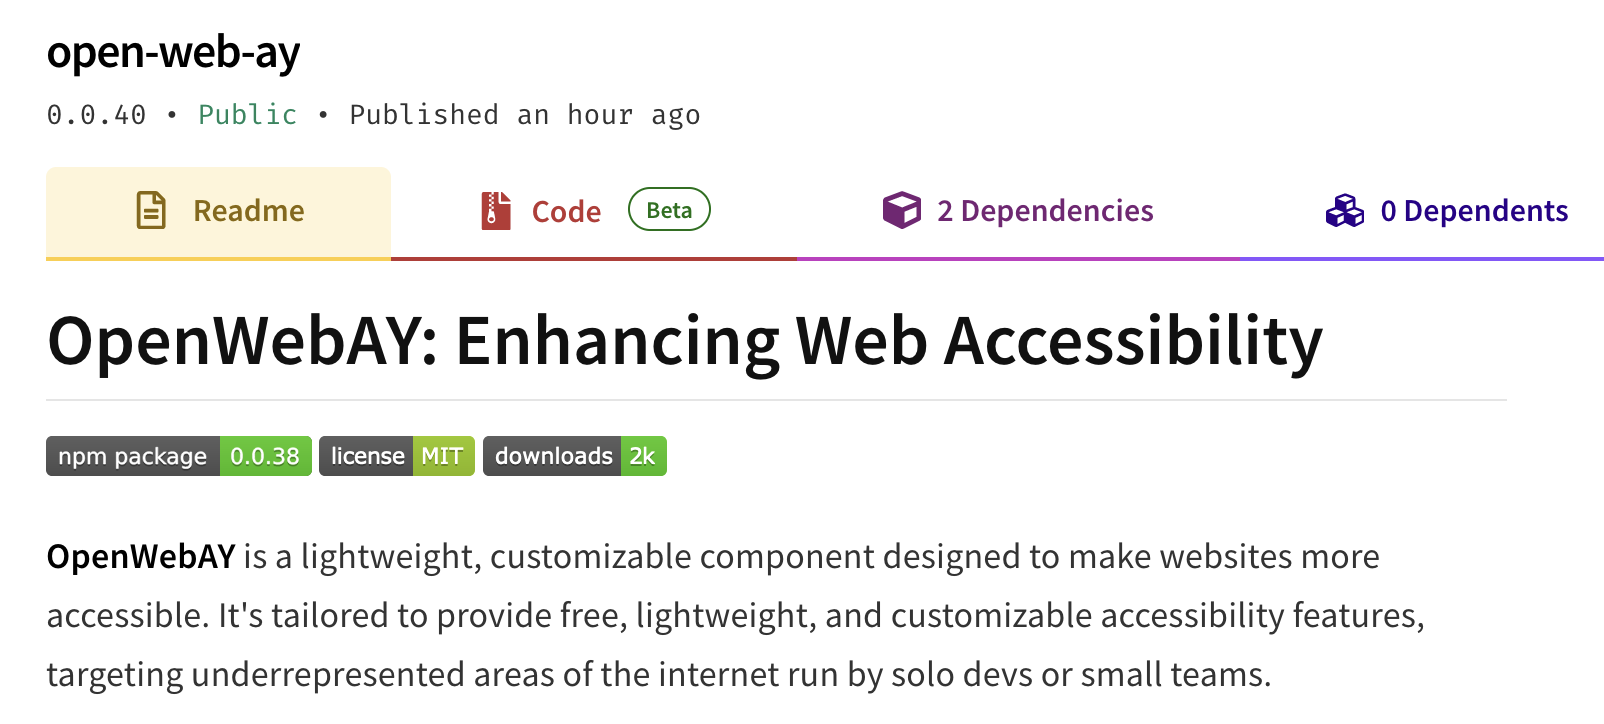 open-web-ay
0.0.40 • Public • Published an hour ago
Readme Code Beta 2 Dependencies 0 Dependents
OpenWebAY: Enhancing Web Accessibility
npm package 0.0.38 license MIT downloads 2k
OpenWebAY is a lightweight, customizable component designed to make websites more
accessible. It's tailored to provide free, lightweight, and customizable accessibility features,
targeting underrepresented areas of the internet run by solo devs or small teams.